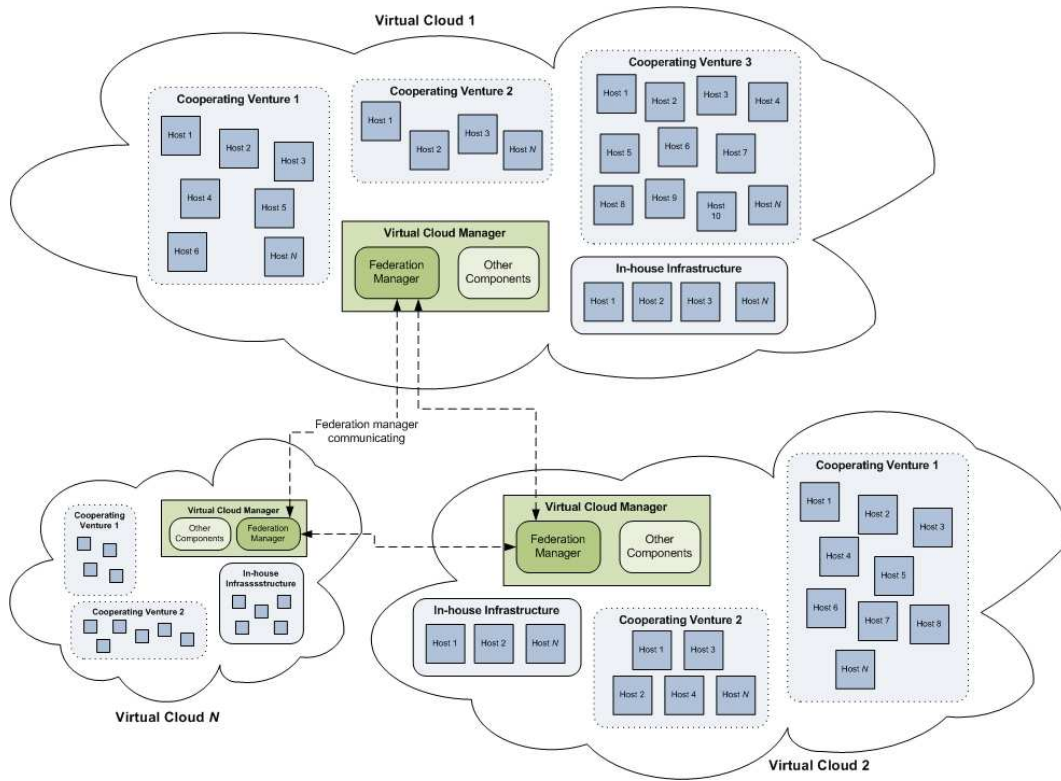 Virtual Cloud 1
Cooperating Venture 1
Host 1
Host 2
Host 3
Host 4
Host 5
Host 6
Host N
Cooperating Venture 2
Host 1
Host 2
Host 3
Host N
Cooperating Venture 3
Host 1
Host 2
Host 3
Host 4
Host 5
Host 6
Host 7
Host 8
Host 9
Host
10
Host N
Virtual Cloud Manager
Federation
Manager
Other
Components
In-house Infrastructure
Host 1
Host 2
Host 3
Host N
Federation manager
communicating
Cooperating
Venture 1
Virtual Cloud Manager
Other
Components
Federation
Manager
In-house
Infrasssstructure
Cooperating Venture 2
Virtual Cloud N
Virtual Cloud Manager
Federation
Manager
Other
Components
In-house Infrastructure
Host 1
Host 2
Host N
Cooperating Venture 2
Host 1
Host 3
Host 2
Host 4
Host N
Cooperating Venture 1
Host 1
Host 2
Host 3
Host 4
Host 5
Host 6
Host 7
Host 8
Host N
Virtual Cloud 2